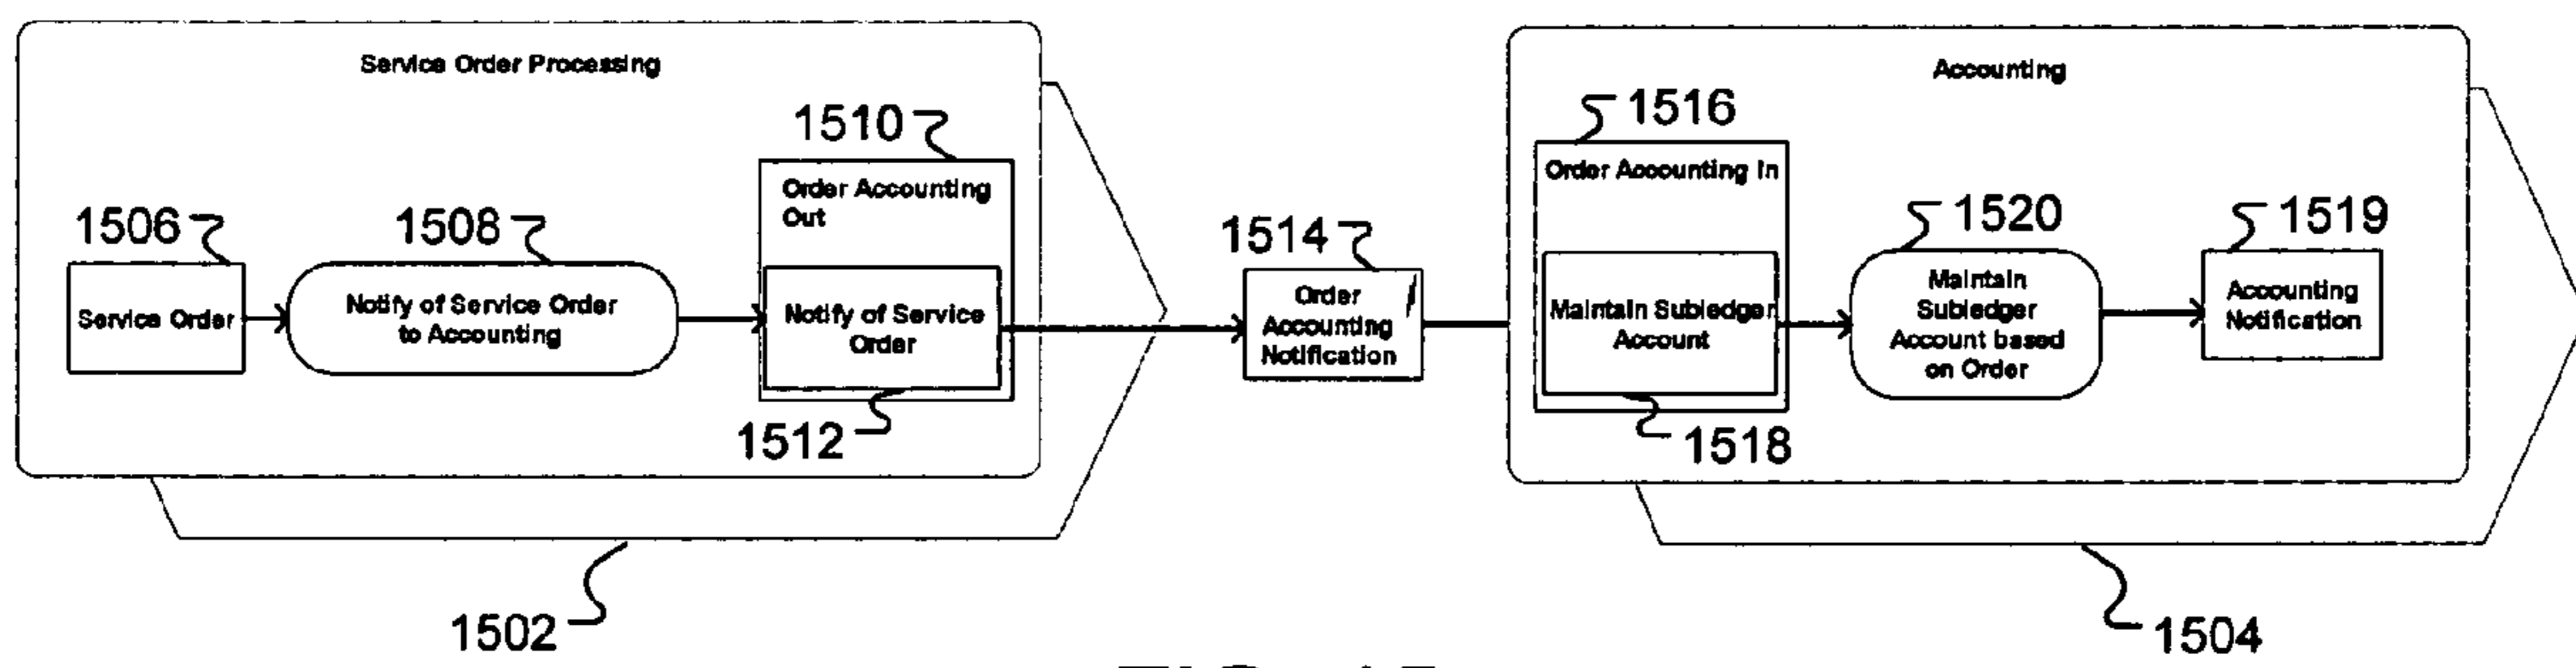 Service Order Processing
1506
Service Order
1508
Notify of Service Order
to Accounting
1510
Order Accounting
Out
Notify of Service
Order
1512
1502
1514
Order
Accounting
Notification
Accounting
1516
Order Accounting In
Maintain Subledger
Account
1518
1520
Maintain
Subledger
Account based
on Order
1519
Accounting
Notification
1504